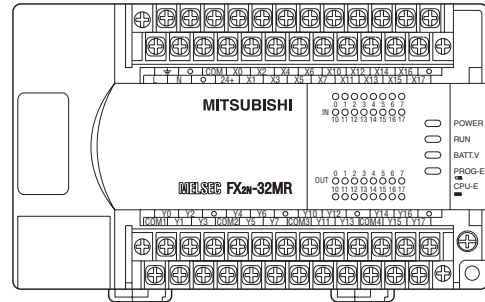 ⏚ ○ COM X0 X2 X4 X6 X10 X12 X14 X16 ○
L N ○ 24+ X1 X3 X5 X7 X11 X13 X15 X17
MITSUBISHI
0 1 2 3 4 5 6 7
IN
10 11 12 13 14 15 16 17
POWER
RUN
BATT.V
PROG-E
CPU-E
0 1 2 3 4 5 6 7
OUT
10 11 12 13 14 15 16 17
MELSEC FX2N-32MR
Y0 Y2 ○ Y4 Y6 ○ Y10 Y12 ○ Y14 Y16 ○
COM1 Y1 Y3 COM2 Y5 Y7 COM3 Y11 Y13 COM4 Y15 Y17